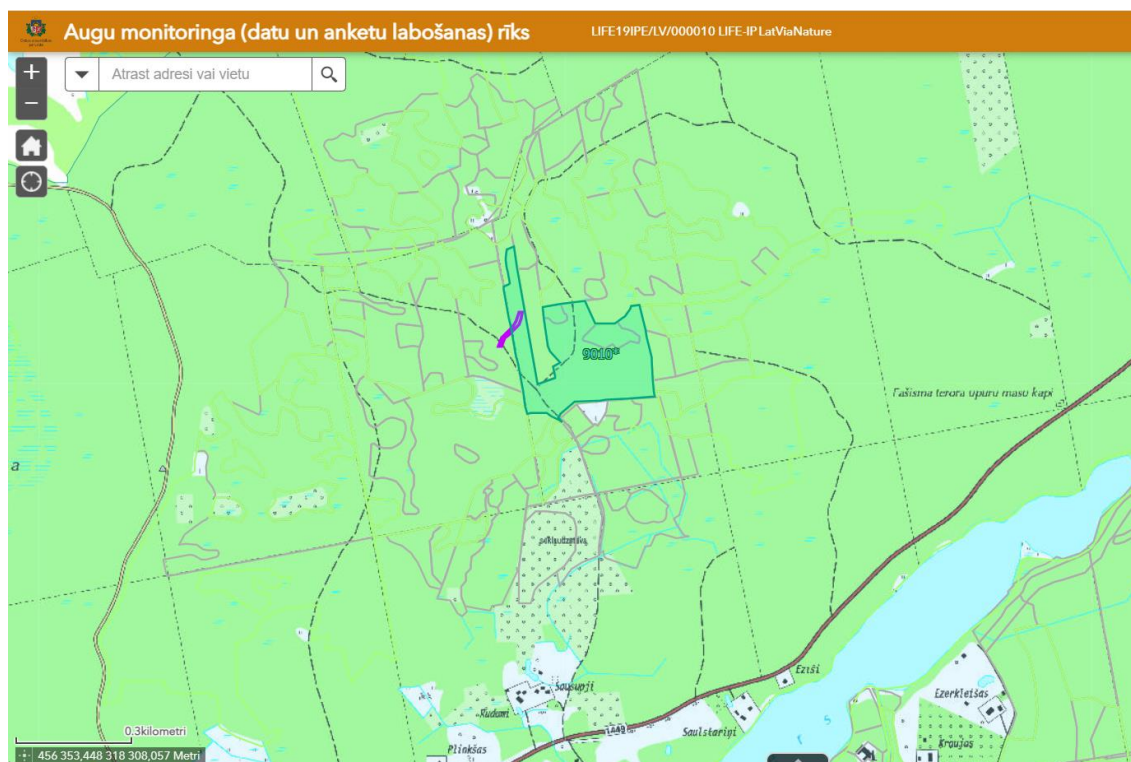 Augu monitoringa (datu un anketu labošanas) rīks
LIFE19IPE/LV/000010 LIFE-IP LatViaNature
Atrast adresi vai vietu
9010*
Fašisma terora upuru masu kapi
a
Ezīši
Sausupji
Rudumi
Saulstariņi
Ezerkleišas
Plinkšas
Kraujas
0.3kilometri
456 353,448 318 308,057 Metri